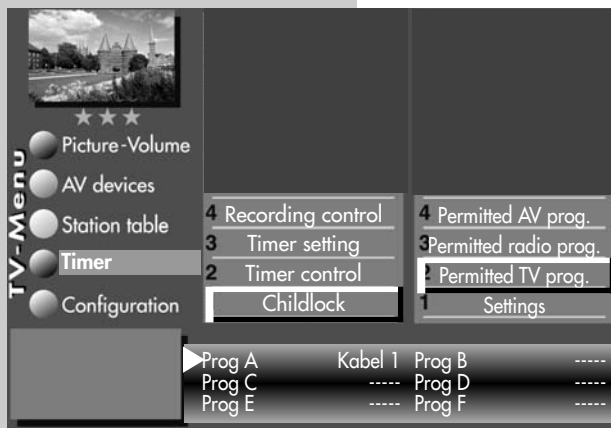 TV-Menu
Picture-Volume
AV devices
Station table
Timer
Configuration
4 Recording control
3 Timer setting
2 Timer control
Childlock
4 Permitted AV prog.
3 Permitted radio prog.
2 Permitted TV prog.
1 Settings
Prog A Kabel 1 Prog B -----
Prog C ----- Prog D -----
Prog E ----- Prog F -----